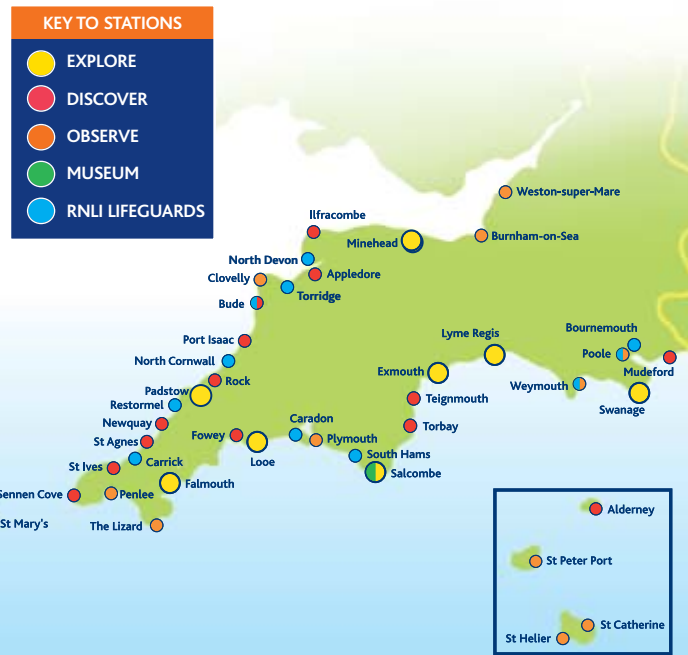 KEY TO STATIONS
EXPLORE
DISCOVER
OBSERVE
MUSEUM
RNLI LIFEGUARDS
Weston-super-Mare
Ilfracombe
Minehead
Burnham-on-Sea
North Devon
Clovelly
Appledore
Torridge
Bude
Port Isaac
North Cornwall
Rock
Padstow
Restormel
Newquay
St Agnes
Carrick
St Ives
Sennen Cove
Penlee
St Mary's
The Lizard
Falmouth
Fowey
Looe
Caradon
Plymouth
South Hams
Salcombe
Torbay
Teignmouth
Exmouth
Lyme Regis
Weymouth
Bournemouth
Poole
Mudeford
Swanage
Alderney
St Peter Port
St Catherine
St Helier